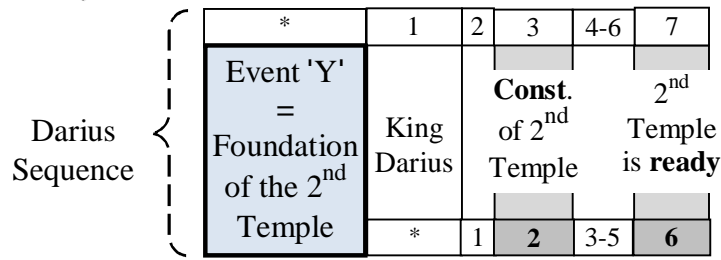 * 1 2 3 4-6 7
Darius
Sequence
Event 'Y'
=
Foundation
of the 2nd
Temple
King
Darius
Const.
of 2nd
Temple
2nd
Temple
is ready
* 1 2 3-5 6